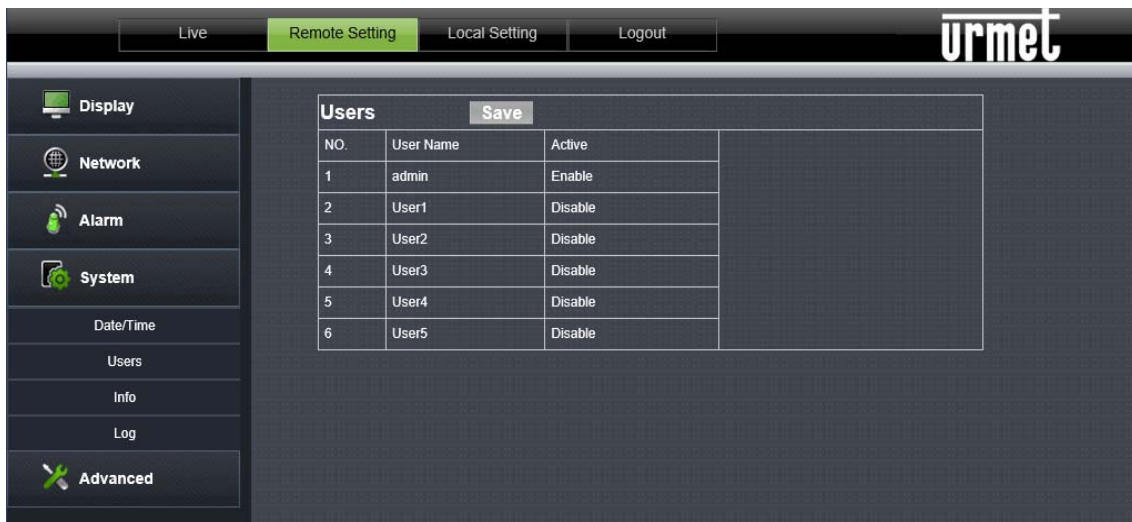 Live Remote Setting Local Setting Logout
urmet
Display
Network
Alarm
System
Date/Time
Users
Info
Log
Advanced
Users Save
NO. User Name Active
1 admin Enable
2 User1 Disable
3 User2 Disable
4 User3 Disable
5 User4 Disable
6 User5 Disable